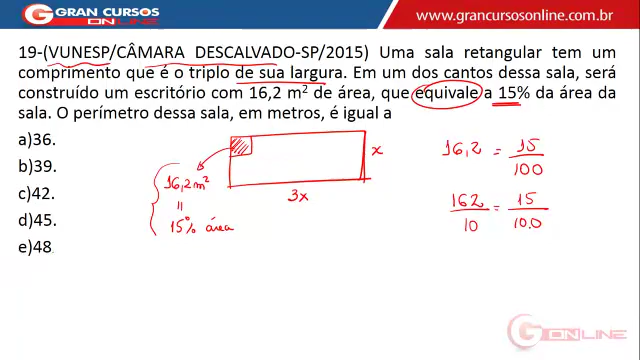 GRAN CURSOS
ONLINE
www.grancursosonline.com.br
19-(VUNESP/CÂMARA DESCALVADO-SP/2015) Uma sala retangular tem um
comprimento que é o triplo de sua largura. Em um dos cantos dessa sala, será
construído um escritório com 16,2 m² de área, que equivale a 15% da área da
sala. O perímetro dessa sala, em metros, é igual a
a)36.
b)39.
c)42.
d)45.
e)48
x
3x
16,2 m²
=
15% área
16,2 = 15/100
162/10 = 15/10.0
G ONLINE